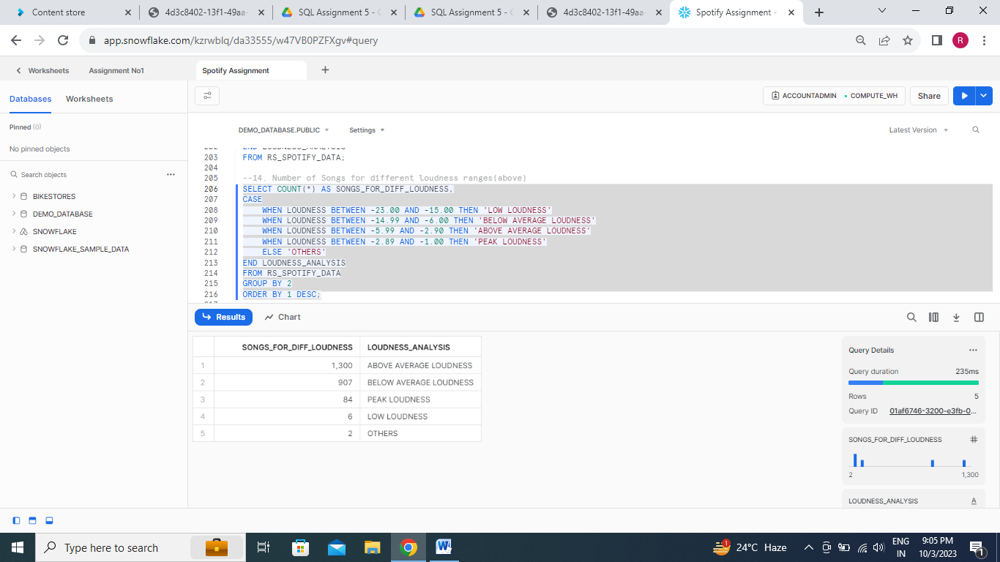 Content store
4d3c8402-13f1-49aa-
SQL Assignment 5 - G
SQL Assignment 5 - G
4d3c8402-13f1-49aa-
Spotify Assignment -
app.snowflake.com/kzrwblq/da33555/w47VB0PZFXgv#query
R
Worksheets
Assignment No1
Spotify Assignment
Databases
Worksheets
ACCOUNTADMIN
COMPUTE_WH
Share
Pinned (0)
No pinned objects
Search objects
BIKESTORES
DEMO_DATABASE
SNOWFLAKE
SNOWFLAKE_SAMPLE_DATA
DEMO_DATABASE.PUBLIC
Settings
Latest Version
202 END LOUDNESS_ANALYSIS
203 FROM RS_SPOTIFY_DATA;
204
205 --14. Number of Songs for different loudness ranges(above)
206 SELECT COUNT(*) AS SONGS_FOR_DIFF_LOUDNESS,
207 CASE
208 WHEN LOUDNESS BETWEEN -23.00 AND -15.00 THEN 'LOW LOUDNESS'
209 WHEN LOUDNESS BETWEEN -14.99 AND -6.00 THEN 'BELOW AVERAGE LOUDNESS'
210 WHEN LOUDNESS BETWEEN -5.99 AND -2.90 THEN 'ABOVE AVERAGE LOUDNESS'
211 WHEN LOUDNESS BETWEEN -2.89 AND -1.00 THEN 'PEAK LOUDNESS'
212 ELSE 'OTHERS'
213 END LOUDNESS_ANALYSIS
214 FROM RS_SPOTIFY_DATA
215 GROUP BY 2
216 ORDER BY 1 DESC;
Results
Chart
SONGS_FOR_DIFF_LOUDNESS LOUDNESS_ANALYSIS
1 1,300 ABOVE AVERAGE LOUDNESS
2 907 BELOW AVERAGE LOUDNESS
3 84 PEAK LOUDNESS
4 6 LOW LOUDNESS
5 2 OTHERS
Query Details
Query duration 235ms
Rows 5
Query ID 01af6746-3200-e3fb-0...
SONGS_FOR_DIFF_LOUDNESS #
2 1,300
LOUDNESS_ANALYSIS A
Type here to search
1
24°C Haze
ENG
IN
9:05 PM
10/3/2023
1